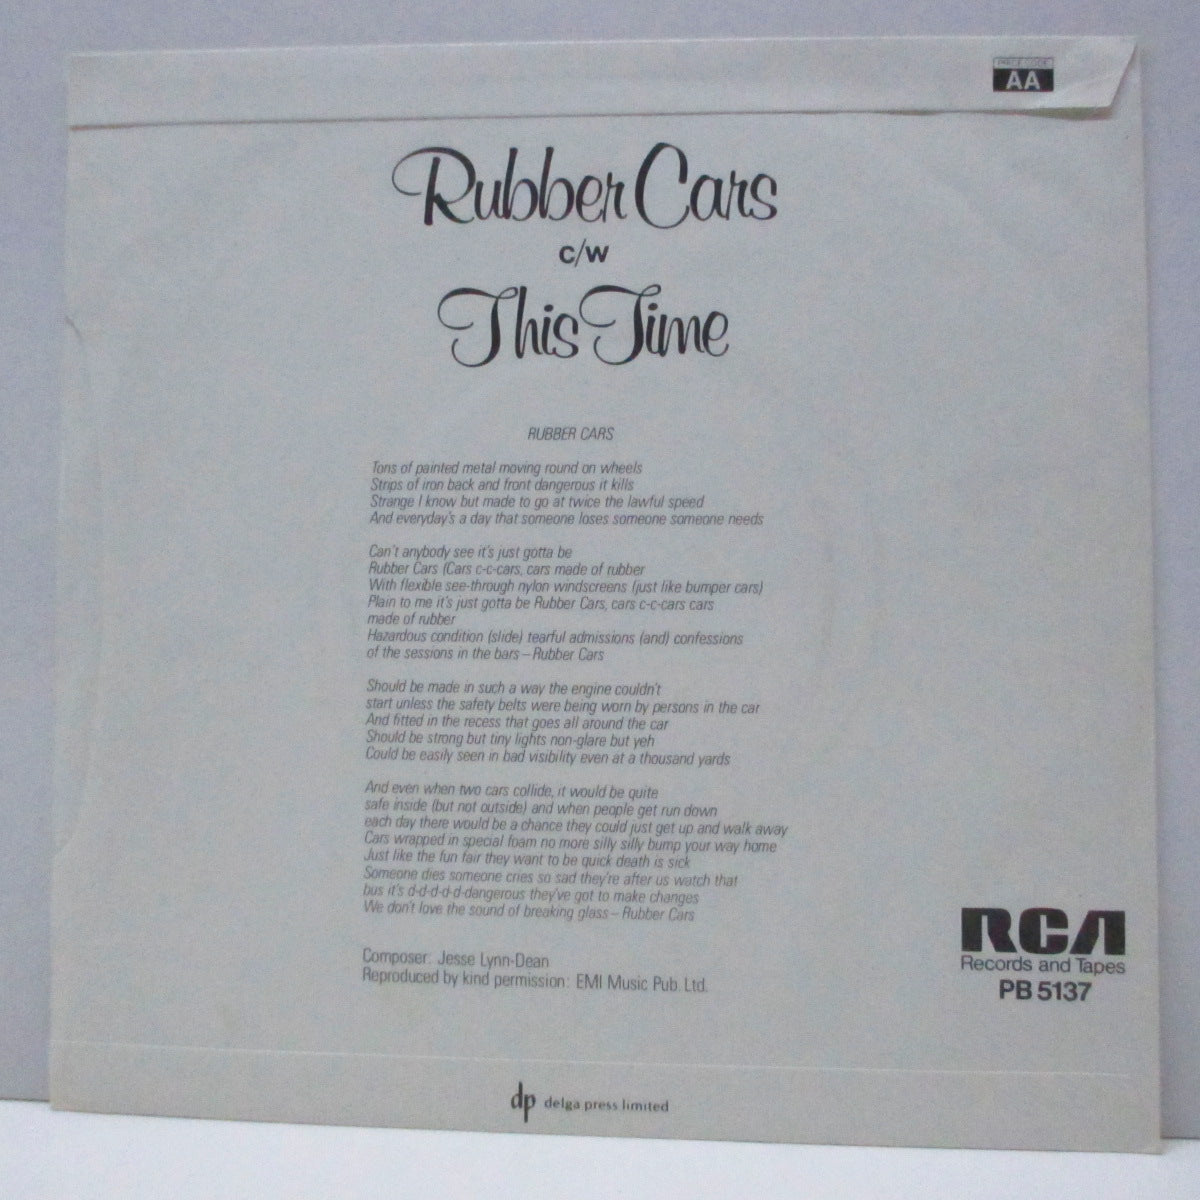 PRICE CODE
AA
Rubber Cars
c/w
This Time
RUBBER CARS
Tons of painted metal moving round on wheels
Strips of iron back and front dangerous it kills
Strange I know but made to go at twice the lawful speed
And everyday's a day that someone loses someone someone needs
Can't anybody see it's just gotta be
Rubber Cars (Cars c-c-cars, cars made of rubber
With flexible see-through nylon windscreens (just like bumper cars)
Plain to me it's just gotta be Rubber Cars, cars c-c-cars cars
made of rubber
Hazardous condition (slide) tearful admissions (and) confessions
of the sessions in the bars – Rubber Cars
Should be made in such a way the engine couldn't
start unless the safety belts were being worn by persons in the car
And fitted in the recess that goes all around the car
Should be strong but tiny lights non-glare but yeh
Could be easily seen in bad visibility even at a thousand yards
And even when two cars collide, it would be quite
safe inside (but not outside) and when people get run down
each day there would be a chance they could just get up and walk away
Cars wrapped in special foam no more silly silly bump your way home
Just like the fun fair they want to be quick death is sick
Someone dies someone cries so sad they're after us watch that
bus it's d-d-d-d-d-dangerous they've got to make changes
We don't love the sound of breaking glass – Rubber Cars
Composer: Jesse Lynn-Dean
Reproduced by kind permission: EMI Music Pub. Ltd.
RCA
Records and Tapes
PB 5137
dp delga press limited